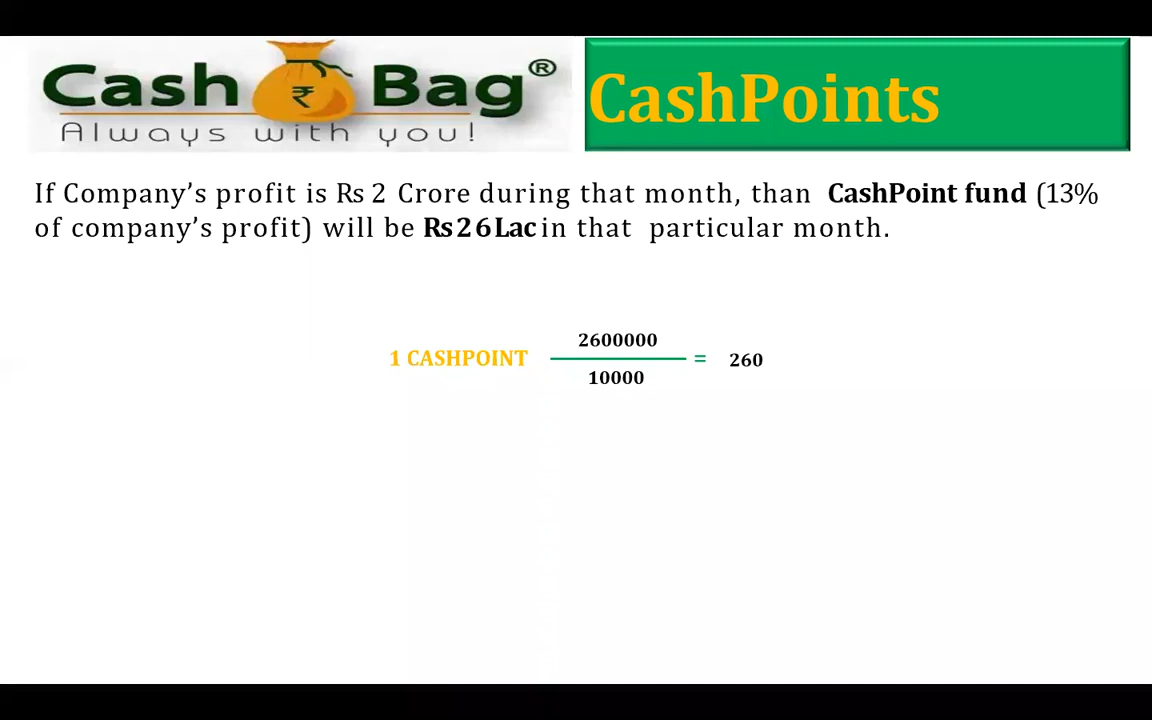 Cash ₹ Bag®
Always with you!
CashPoints
If Company’s profit is Rs 2 Crore during that month, than CashPoint fund (13%
of company’s profit) will be Rs 26 Lac in that particular month.
1 CASHPOINT 2600000 = 260
10000